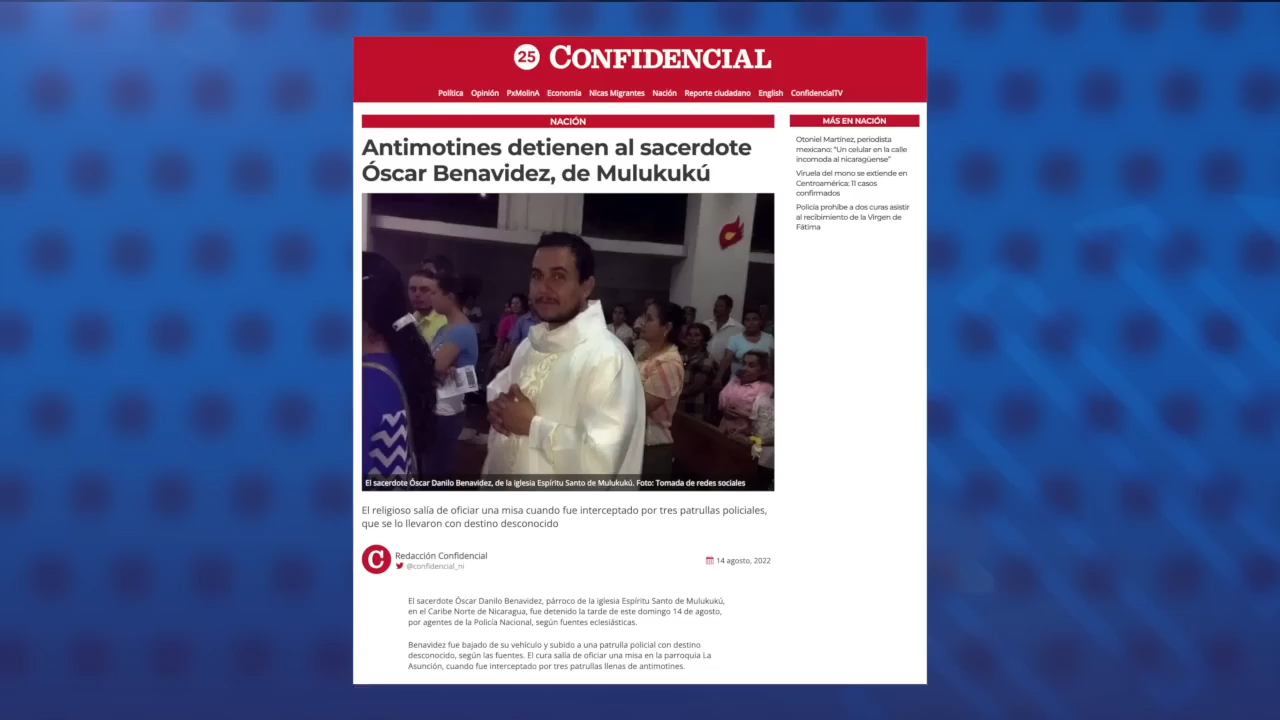 25 CONFIDENCIAL
Política Opinión PxMolinA Economía Nicas Migrantes Nación Reporte ciudadano English ConfidencialTV
NACIÓN
Antimotines detienen al sacerdote
Óscar Benavidez, de Mulukukú
El sacerdote Óscar Danilo Benavidez, de la iglesia Espíritu Santo de Mulukukú. Foto: Tomada de redes sociales
El religioso salía de oficiar una misa cuando fue interceptado por tres patrullas policiales,
que se lo llevaron con destino desconocido
C
Redacción Confidencial
@confidencial_ni
14 agosto, 2022
El sacerdote Óscar Danilo Benavidez, párroco de la iglesia Espíritu Santo de Mulukukú,
en el Caribe Norte de Nicaragua, fue detenido la tarde de este domingo 14 de agosto,
por agentes de la Policía Nacional, según fuentes eclesiásticas.
Benavidez fue bajado de su vehículo y subido a una patrulla policial con destino
desconocido, según las fuentes. El cura salía de oficiar una misa en la parroquia La
Asunción, cuando fue interceptado por tres patrullas llenas de antimotines.
MÁS EN NACIÓN
Otoniel Martínez, periodista
mexicano: “Un celular en la calle
incomoda al nicaragüense”
Viruela del mono se extiende en
Centroamérica: 11 casos
confirmados
Policía prohíbe a dos curas asistir
al recibimiento de la Virgen de
Fátima